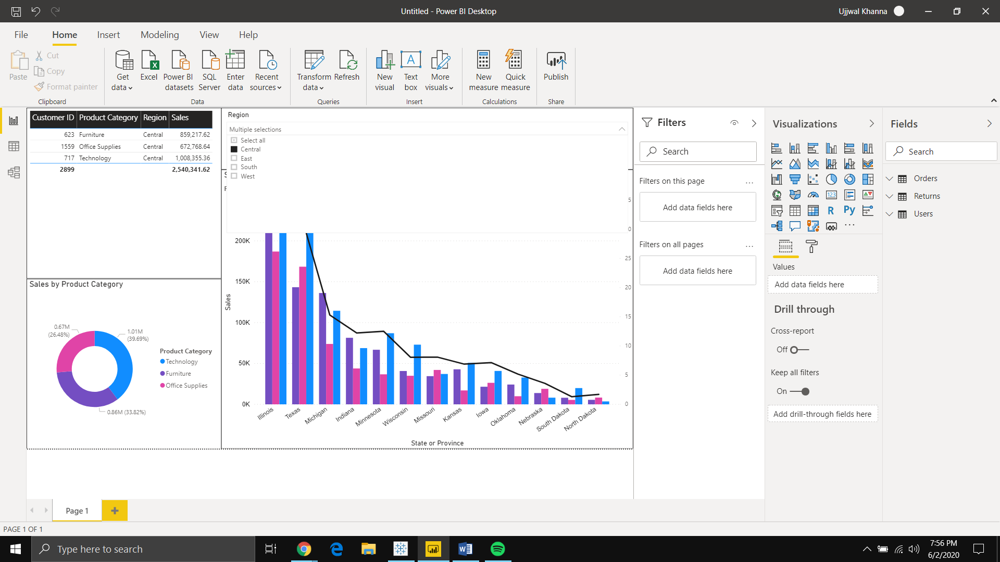 Untitled - Power BI Desktop
Ujjwal Khanna
File Home Insert Modeling View Help
Paste
Cut
Copy
Format painter
Clipboard
Get data
Excel
Power BI datasets
SQL Server
Enter data
Recent sources
Data
Transform data
Refresh
Queries
New visual
Text box
More visuals
Insert
New measure
Quick measure
Calculations
Publish
Share
Customer ID Product Category Region Sales
623 Furniture Central 859,217.62
1559 Office Supplies Central 672,768.64
717 Technology Central 1,008,355.36
2899 2,540,341.62
Sales by Product Category
0.67M
(26.48%)
1.01M
(39.69%)
0.86M (33.82%)
Product Category
Technology
Furniture
Office Supplies
Region
Multiple selections
Select all
Central
East
South
West
5
0
200K
150K
100K
50K
0K
Sales
25
20
15
10
5
0
Illinois
Texas
Michigan
Indiana
Minnesota
Wisconsin
Missouri
Kansas
Iowa
Oklahoma
Nebraska
South Dakota
North Dakota
State or Province
Filters
Search
Filters on this page
...
Add data fields here
Filters on all pages
...
Add data fields here
Visualizations
123
R
Py
...
Values
Add data fields here
Drill through
Cross-report
Off
Keep all filters
On
Add drill-through fields here
Fields
Search
Orders
Returns
Users
Page 1
PAGE 1 OF 1
Type here to search
7:56 PM
6/2/2020